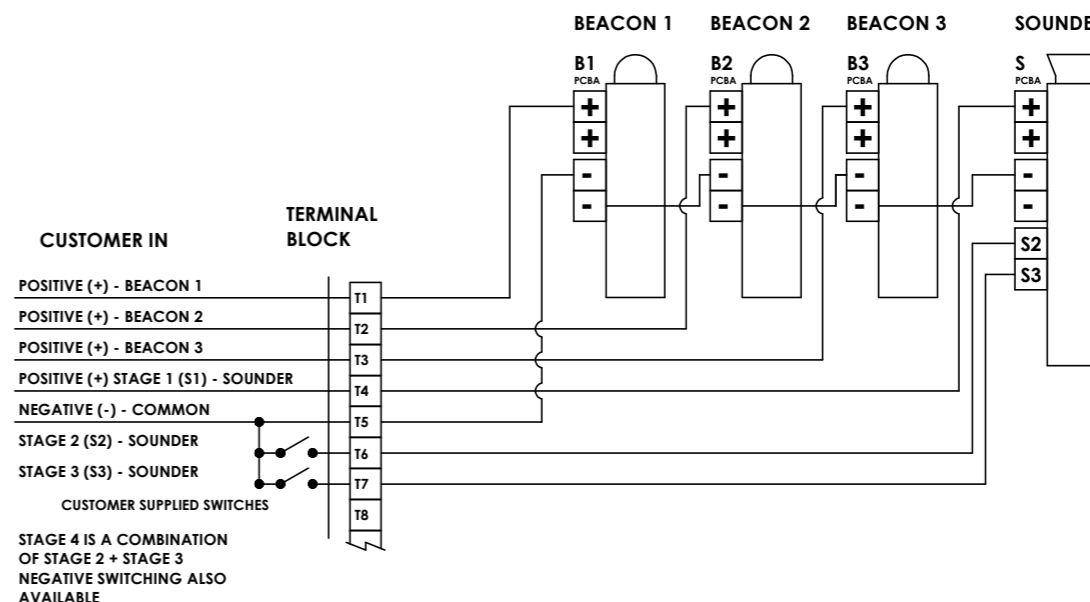 BEACON 1 BEACON 2 BEACON 3 SOUNDE
B1 B2 B3 S
PCBA PCBA PCBA PCBA
+ + + +
+ + + +
- - - -
- - - -
S2
S3
TERMINAL
BLOCK
CUSTOMER IN
POSITIVE (+) - BEACON 1
T1
POSITIVE (+) - BEACON 2
T2
POSITIVE (+) - BEACON 3
T3
POSITIVE (+) STAGE 1 (S1) - SOUNDER
T4
NEGATIVE (-) - COMMON
T5
STAGE 2 (S2) - SOUNDER
T6
STAGE 3 (S3) - SOUNDER
T7
CUSTOMER SUPPLIED SWITCHES
T8
STAGE 4 IS A COMBINATION
OF STAGE 2 + STAGE 3
NEGATIVE SWITCHING ALSO
AVAILABLE